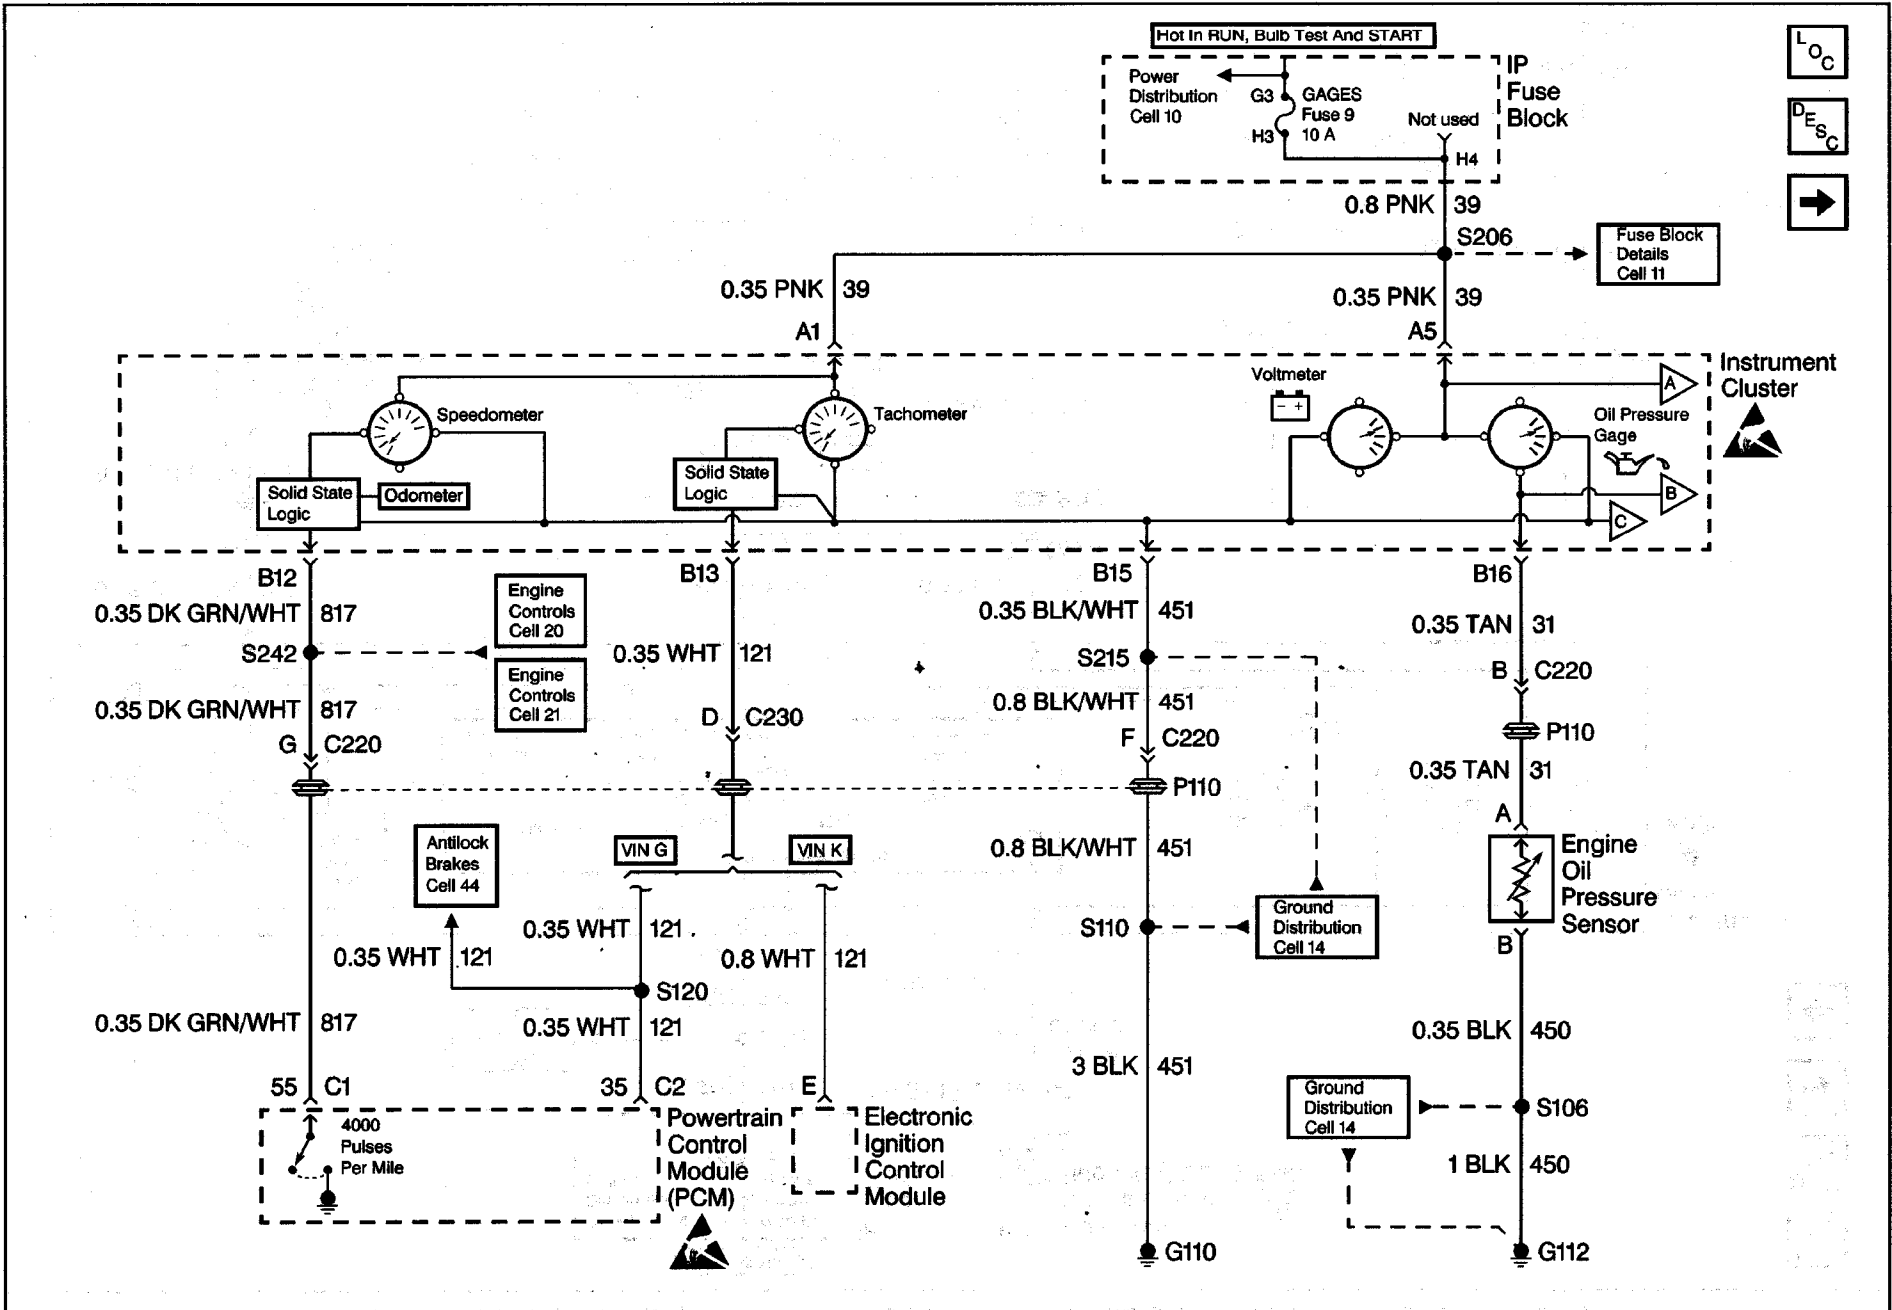 Hot In RUN, Bulb Test And START
LOC
DESC
IP
Fuse
Block
Power
Distribution
Cell 10
G3
H3
GAGES
Fuse 9
10 A
Not used
H4
0.8 PNK 39
S206
Fuse Block
Details
Cell 11
0.35 PNK 39
0.35 PNK 39
A1
A5
Instrument
Cluster
Speedometer
Tachometer
Voltmeter
- +
Oil Pressure
Gage
A
B
C
Solid State
Logic
Odometer
Solid State
Logic
B12
B13
B15
B16
0.35 DK GRN/WHT 817
Engine
Controls
Cell 20
0.35 BLK/WHT 451
0.35 TAN 31
S242
0.35 WHT 121
S215
B C220
Engine
Controls
Cell 21
0.35 DK GRN/WHT 817
D C230
0.8 BLK/WHT 451
G C220
F C220
P110
P110
0.35 TAN 31
A
Antilock
Brakes
Cell 44
VIN G
VIN K
0.8 BLK/WHT 451
Engine
Oil
Pressure
Sensor
B
0.35 WHT 121
0.35 WHT 121
0.8 WHT 121
S110
Ground
Distribution
Cell 14
S120
0.35 DK GRN/WHT 817
0.35 WHT 121
0.35 BLK 450
3 BLK 451
55 C1
35 C2
E
Ground
Distribution
Cell 14
S106
4000
Pulses
Per Mile
Powertrain
Control
Module
(PCM)
Electronic
Ignition
Control
Module
1 BLK 450
G110
G112